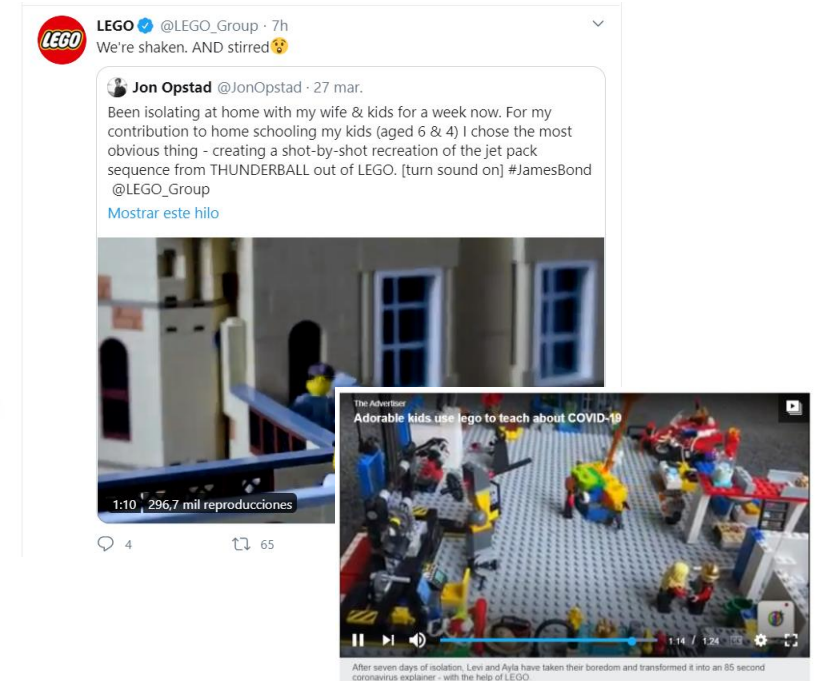 LEGO @LEGO_Group · 7h
LEGO
We're shaken. AND stirred😲
Jon Opstad @JonOpstad · 27 mar.
Been isolating at home with my wife & kids for a week now. For my
contribution to home schooling my kids (aged 6 & 4) I chose the most
obvious thing - creating a shot-by-shot recreation of the jet pack
sequence from THUNDERBALL out of LEGO. [turn sound on] #JamesBond
@LEGO_Group
Mostrar este hilo
1:10 296,7 mil reproducciones
4 65
The Advertiser
Adorable kids use lego to teach about COVID-19
1:14 / 1:24
After seven days of isolation, Levi and Ayla have taken their boredom and transformed it into an 85 second
coronavirus explainer - with the help of LEGO